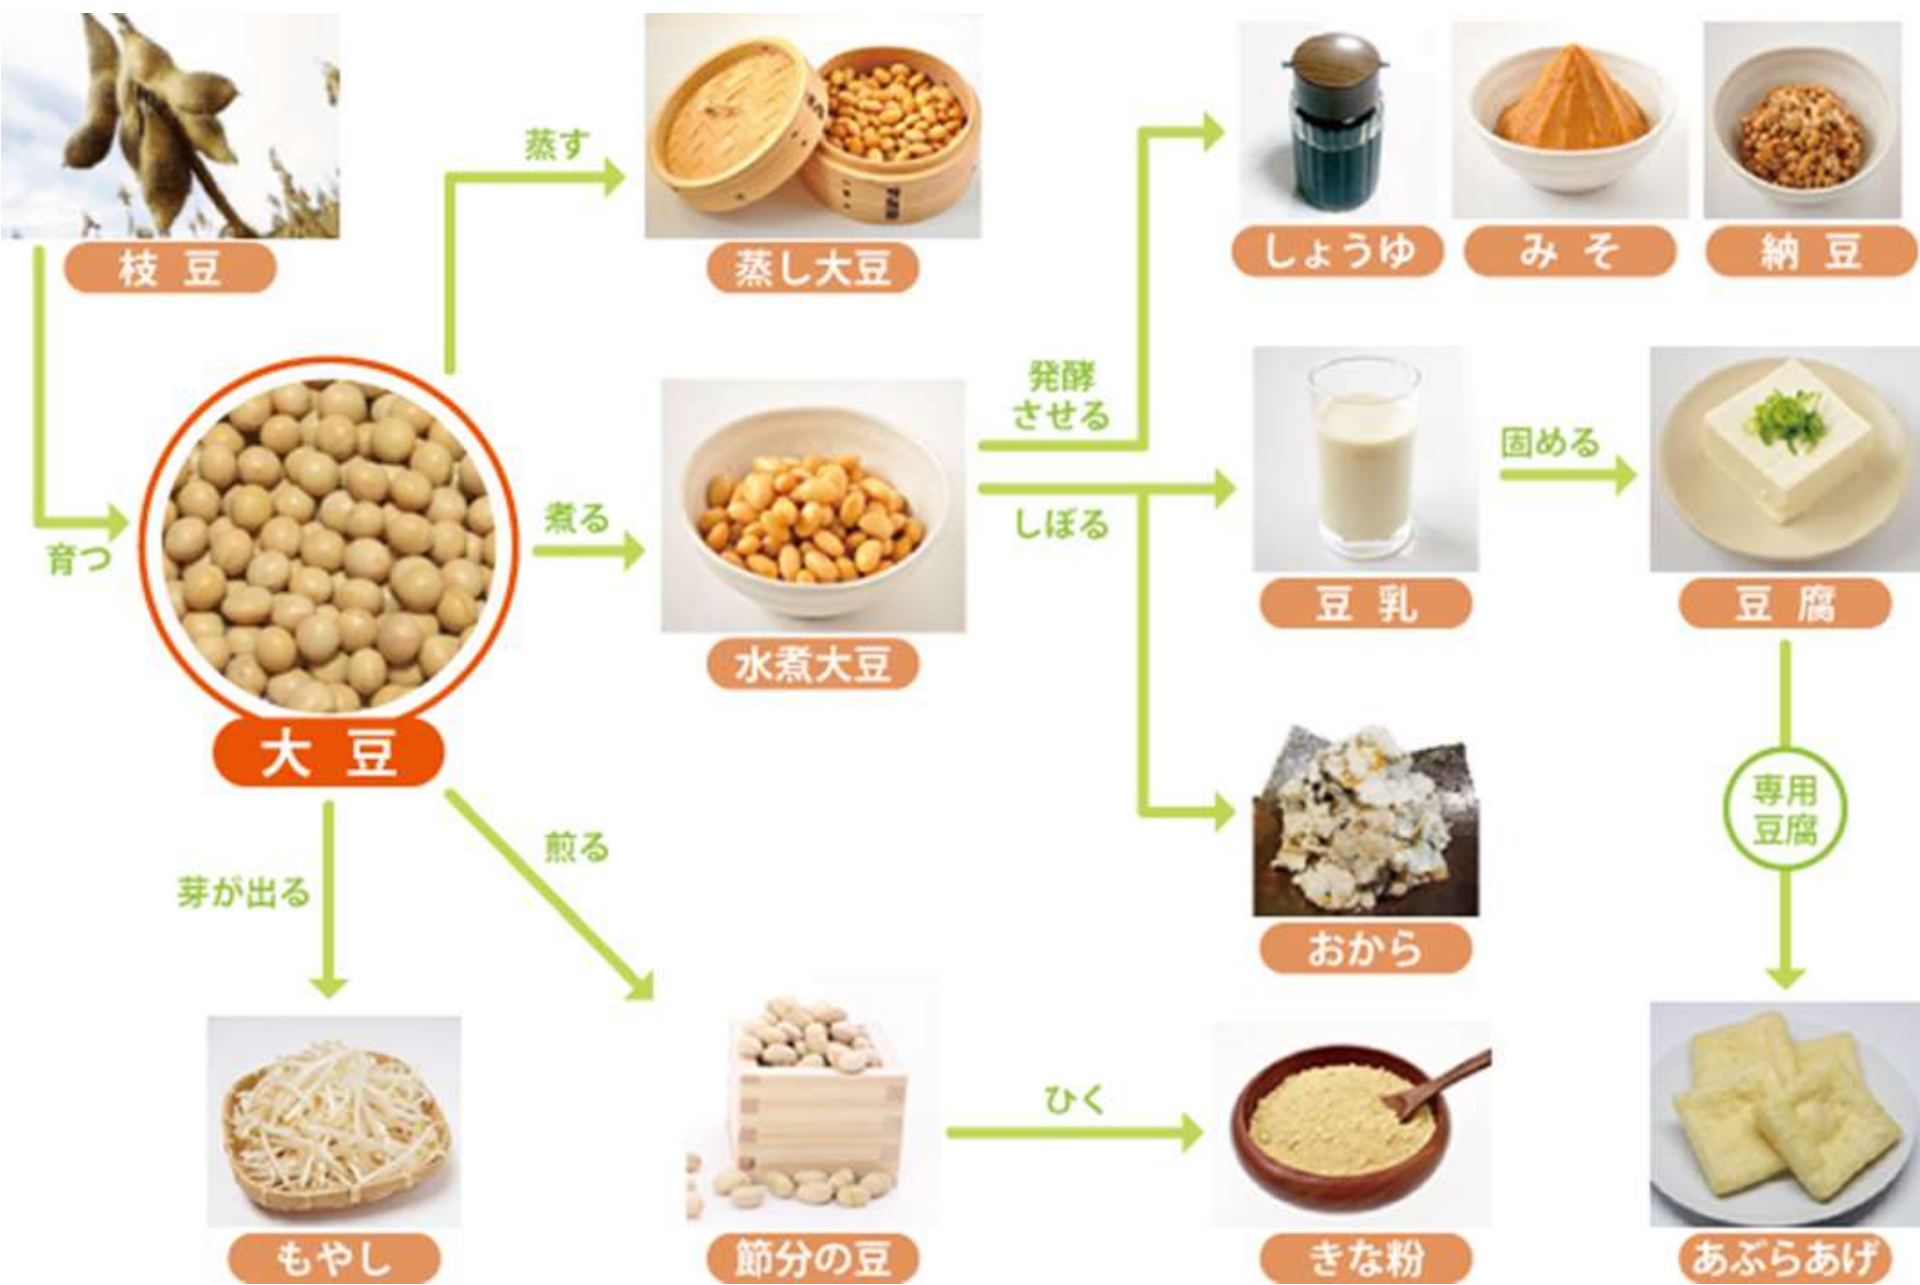 枝豆
蒸す
蒸し大豆
しょうゆ
みそ
納豆
育つ
大豆
煮る
水煮大豆
発酵
させる
しぼる
豆乳
固める
豆腐
おから
専用
豆腐
あぶらあげ
芽が出る
もやし
煎る
節分の豆
ひく
きな粉